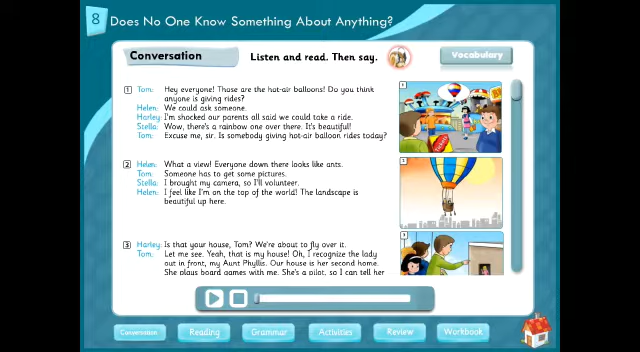 8 Does No One Know Something About Anything?
Conversation
Listen and read. Then say.
Vocabulary
1 Tom: Hey everyone! Those are the hot-air balloons! Do you think
anyone is giving rides?
Helen: We could ask someone.
Harley: I'm shocked our parents all said we could take a ride.
Stella: Wow, there's a rainbow one over there. It's beautiful!
Tom: Excuse me, sir. Is somebody giving hot-air balloon rides today?
2 Helen: What a view! Everyone down there looks like ants.
Tom: Someone has to get some pictures.
Stella: I brought my camera, so I'll volunteer.
Helen: I feel like I'm on the top of the world! The landscape is
beautiful up here.
3 Harley: Is that your house, Tom? We're about to fly over it.
Tom: Let me see. Yeah, that is my house! Oh, I recognize the lady
out in front, my Aunt Phyllis. Our house is her second home.
She plays board games with me. She's a pilot, so I can tell her
1
2
3
Conversation
Reading
Grammar
Activities
Review
Workbook